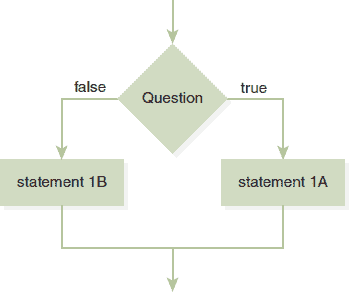 false
true
Question
statement 1B
statement 1A